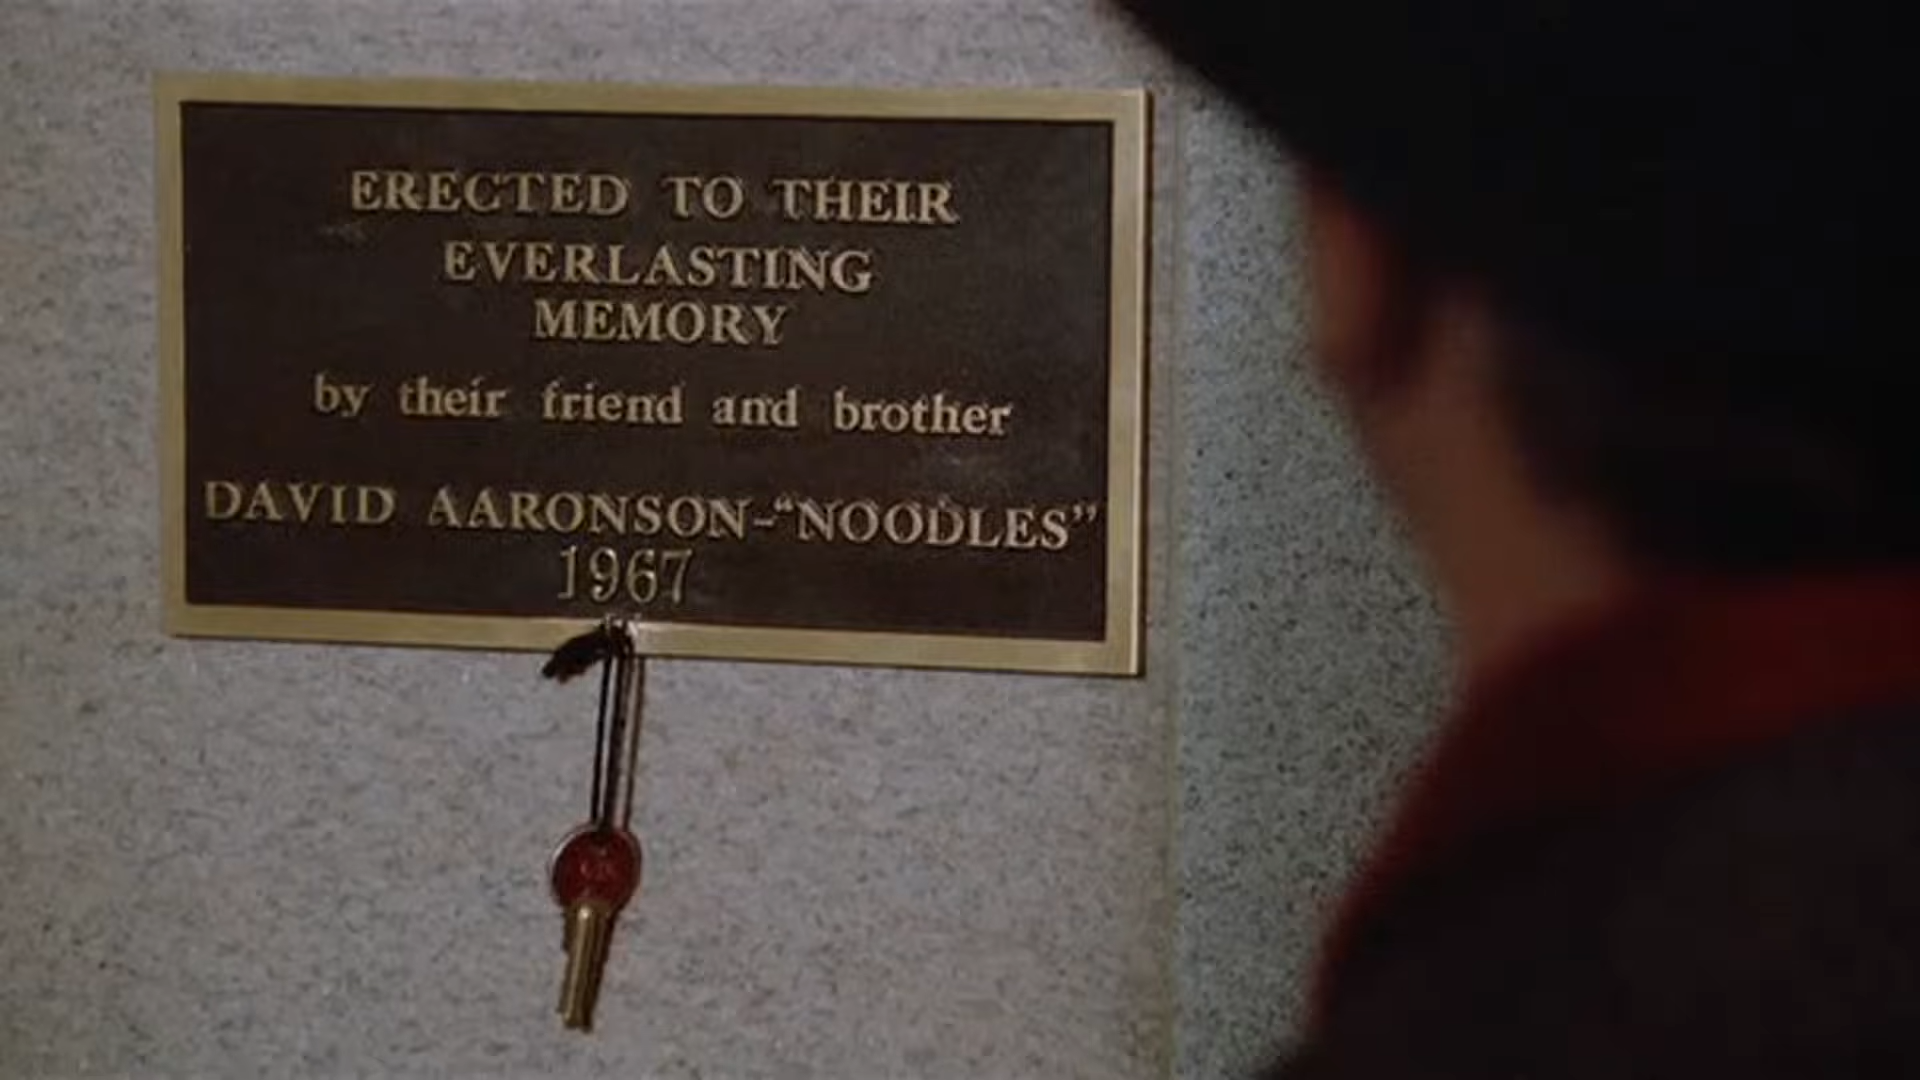 ERECTED TO THEIR
EVERLASTING
MEMORY
by their friend and brother
DAVID AARONSON-“NOODLES”
1967